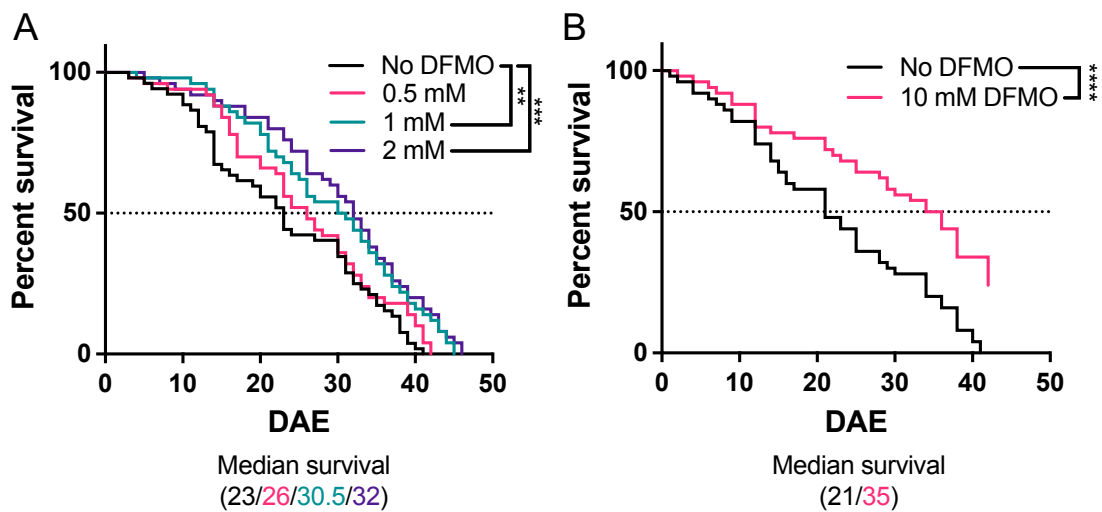 A
Percent survival
100
50
0
0 10 20 30 40 50
DAE
No DFMO
0.5 mM
1 mM
2 mM
**
***
Median survival
(23/26/30.5/32)
B
Percent survival
100
50
0
0 10 20 30 40 50
DAE
No DFMO
10 mM DFMO
****
Median survival
(21/35)